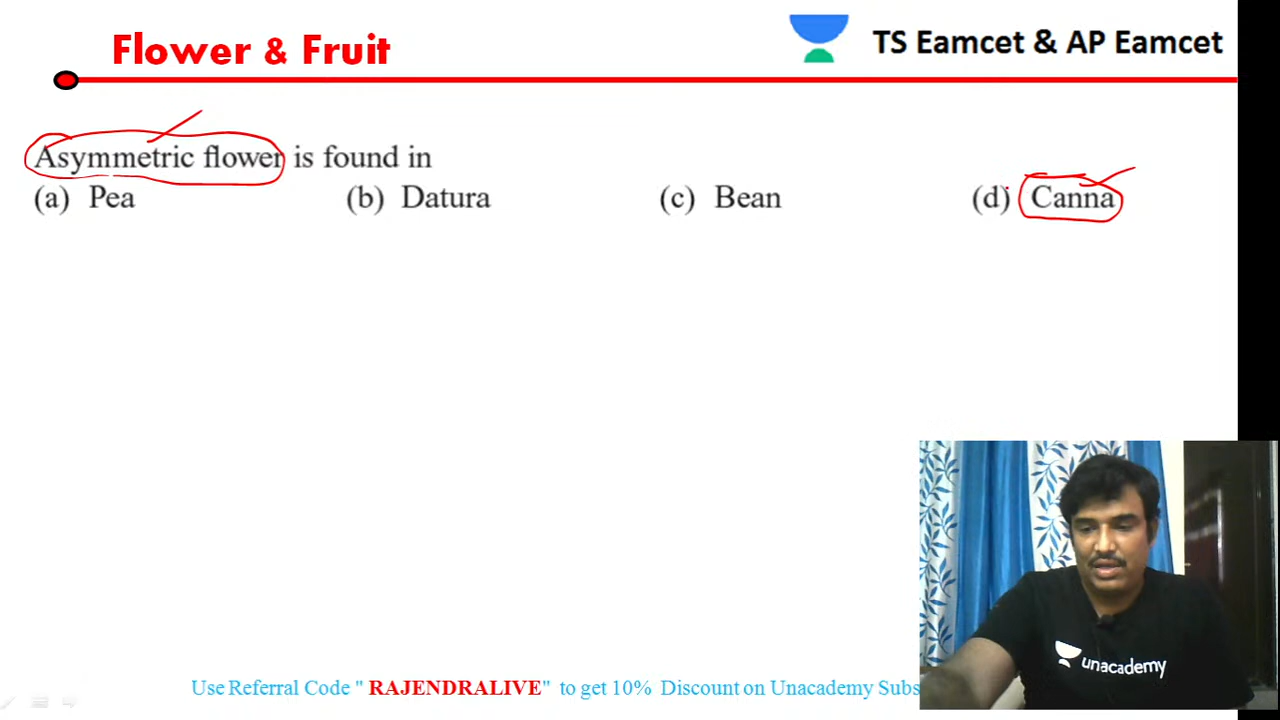 Flower & Fruit
TS Eamcet & AP Eamcet
Asymmetric flower is found in
(a) Pea (b) Datura (c) Bean (d) Canna
unacademy
Use Referral Code " RAJENDRALIVE" to get 10% Discount on Unacademy Subs